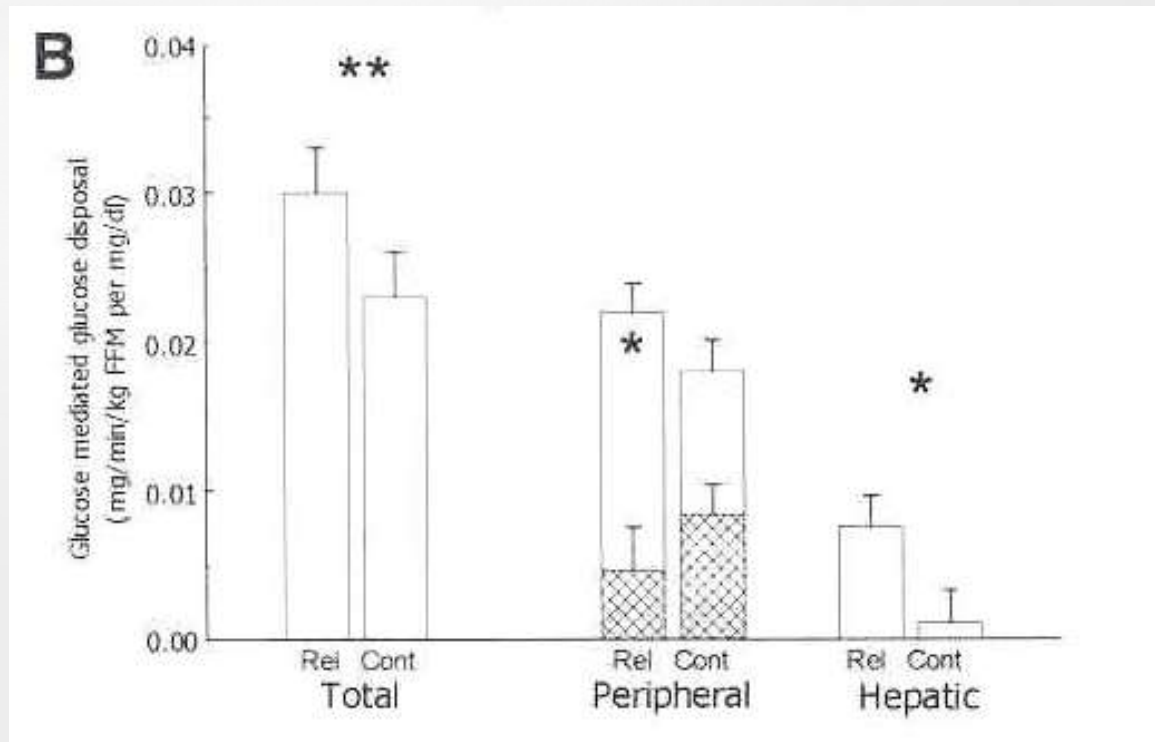 B
Glucose mediated glucose disposal
(mg/min/kg FFM per mg/dl)
0.04
0.03
0.02
0.01
0.00
**
*
*
Rel Cont
Rel Cont
Rel Cont
Total
Peripheral
Hepatic